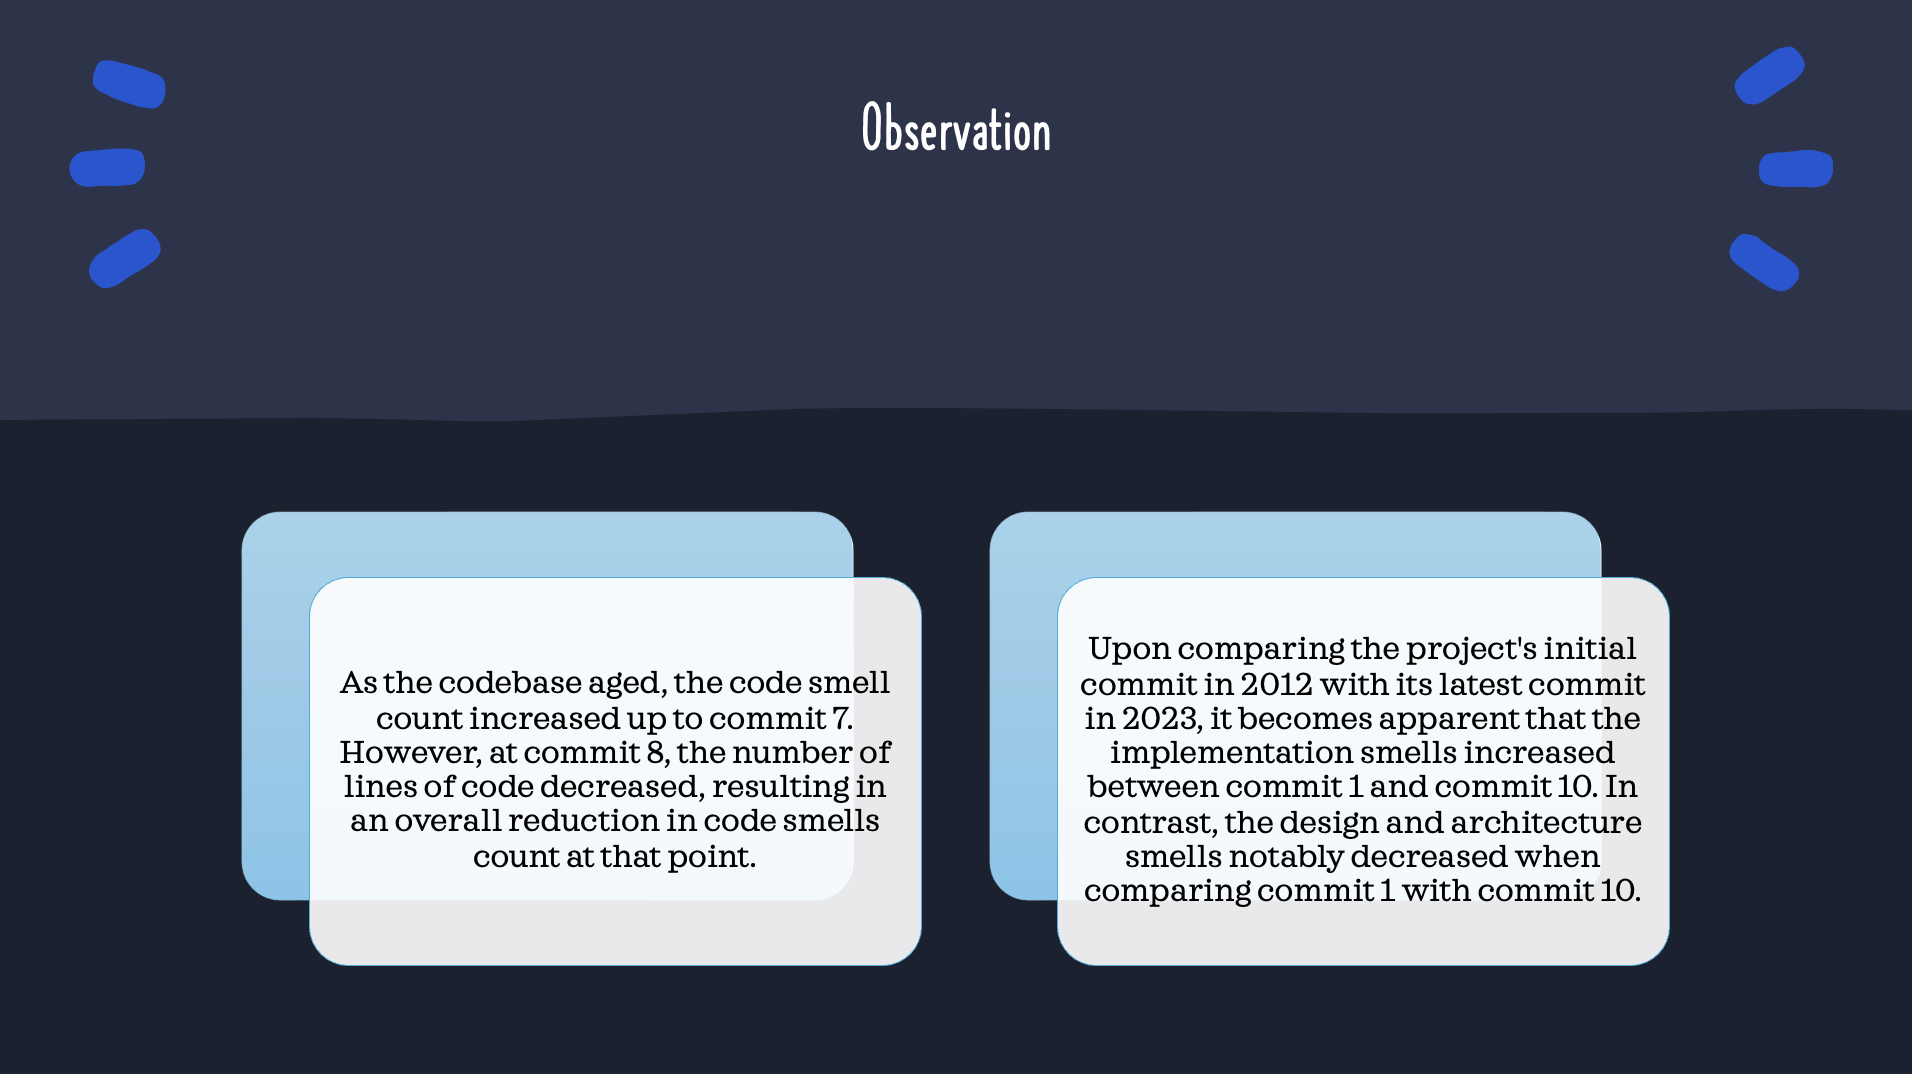 Observation
As the codebase aged, the code smell
count increased up to commit 7.
However, at commit 8, the number of
lines of code decreased, resulting in
an overall reduction in code smells
count at that point.
Upon comparing the project's initial
commit in 2012 with its latest commit
in 2023, it becomes apparent that the
implementation smells increased
between commit 1 and commit 10. In
contrast, the design and architecture
smells notably decreased when
comparing commit 1 with commit 10.